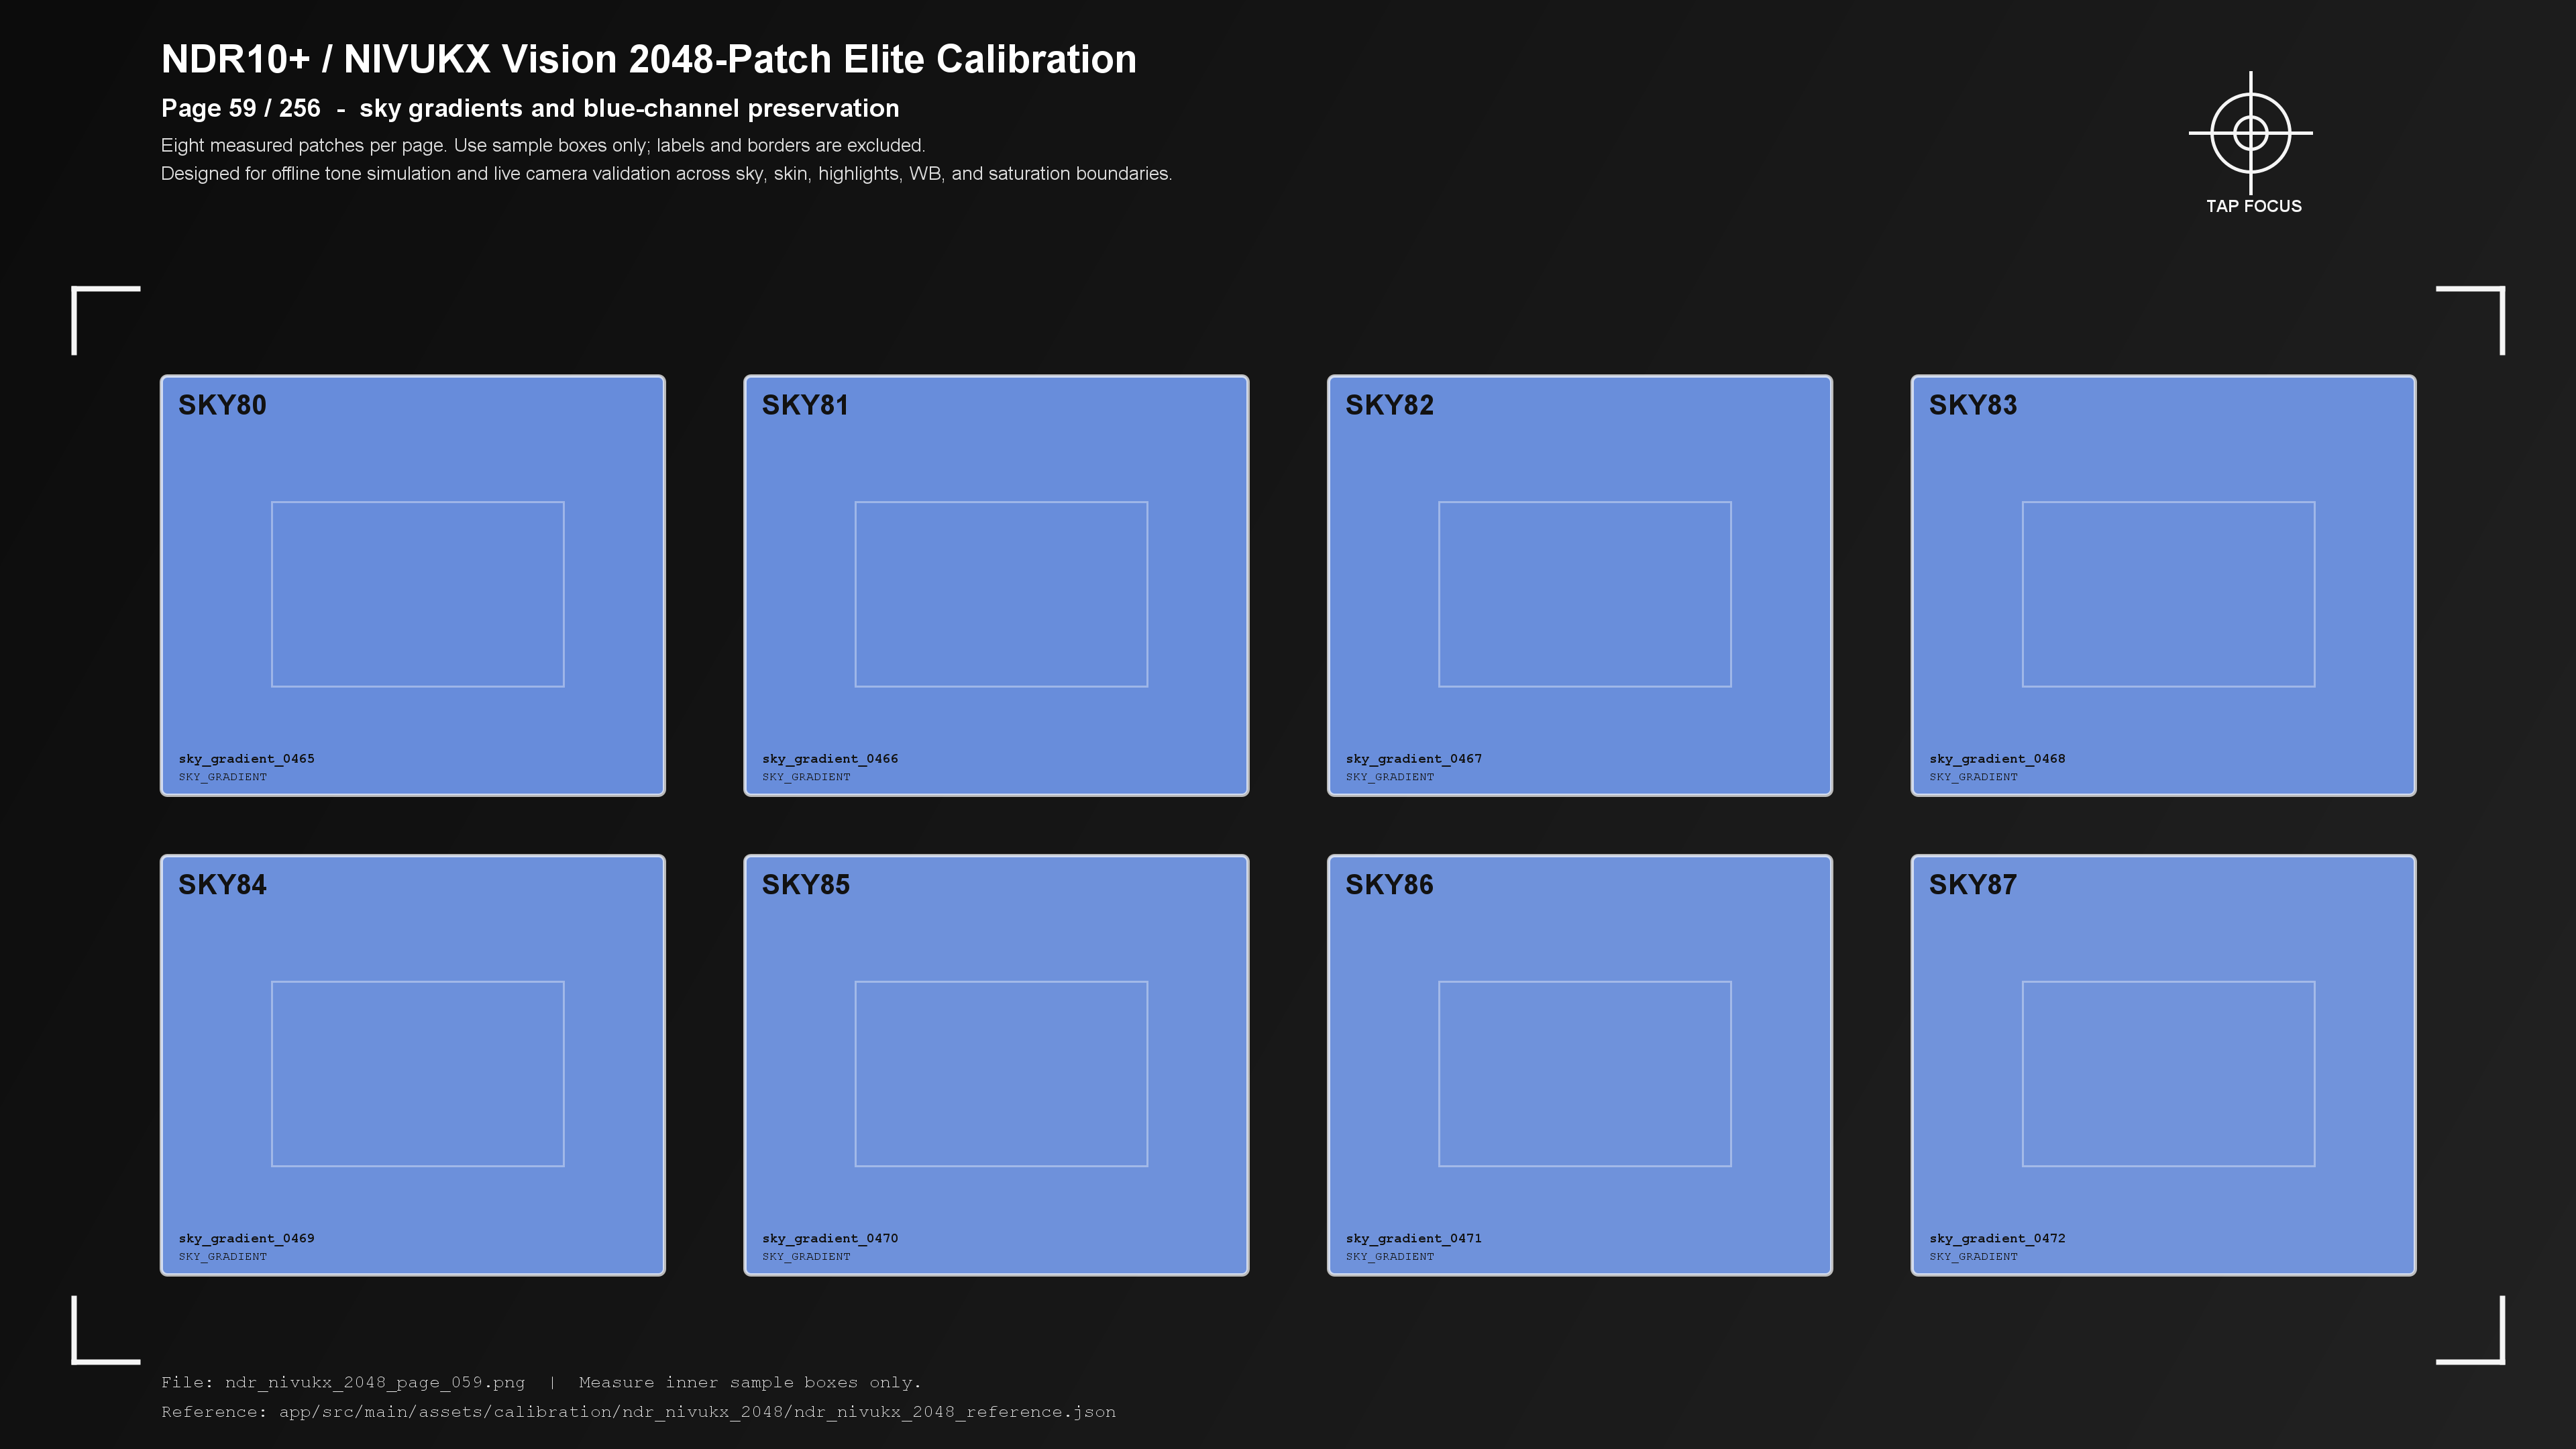 NDR10+ / NIVUKX Vision 2048-Patch Elite Calibration
Page 59 / 256  -  sky gradients and blue-channel preservation
Eight measured patches per page. Use sample boxes only; labels and borders are excluded.
Designed for offline tone simulation and live camera validation across sky, skin, highlights, WB, and saturation boundaries.
TAP FOCUS
SKY80
sky_gradient_0465
SKY_GRADIENT
SKY81
sky_gradient_0466
SKY_GRADIENT
SKY82
sky_gradient_0467
SKY_GRADIENT
SKY83
sky_gradient_0468
SKY_GRADIENT
SKY84
sky_gradient_0469
SKY_GRADIENT
SKY85
sky_gradient_0470
SKY_GRADIENT
SKY86
sky_gradient_0471
SKY_GRADIENT
SKY87
sky_gradient_0472
SKY_GRADIENT
File: ndr_nivukx_2048_page_059.png  |  Measure inner sample boxes only.
Reference: app/src/main/assets/calibration/ndr_nivukx_2048/ndr_nivukx_2048_reference.json